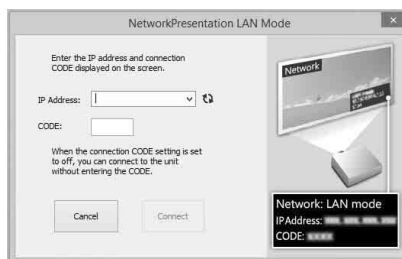 NetworkPresentation LAN Mode
Enter the IP address and connection
CODE displayed on the screen.
IP Address:
CODE:
When the connection CODE setting is set
to off, you can connect to the unit
without entering the CODE.
Cancel
Connect
Network
Network: LAN mode
IPAddress:
CODE: